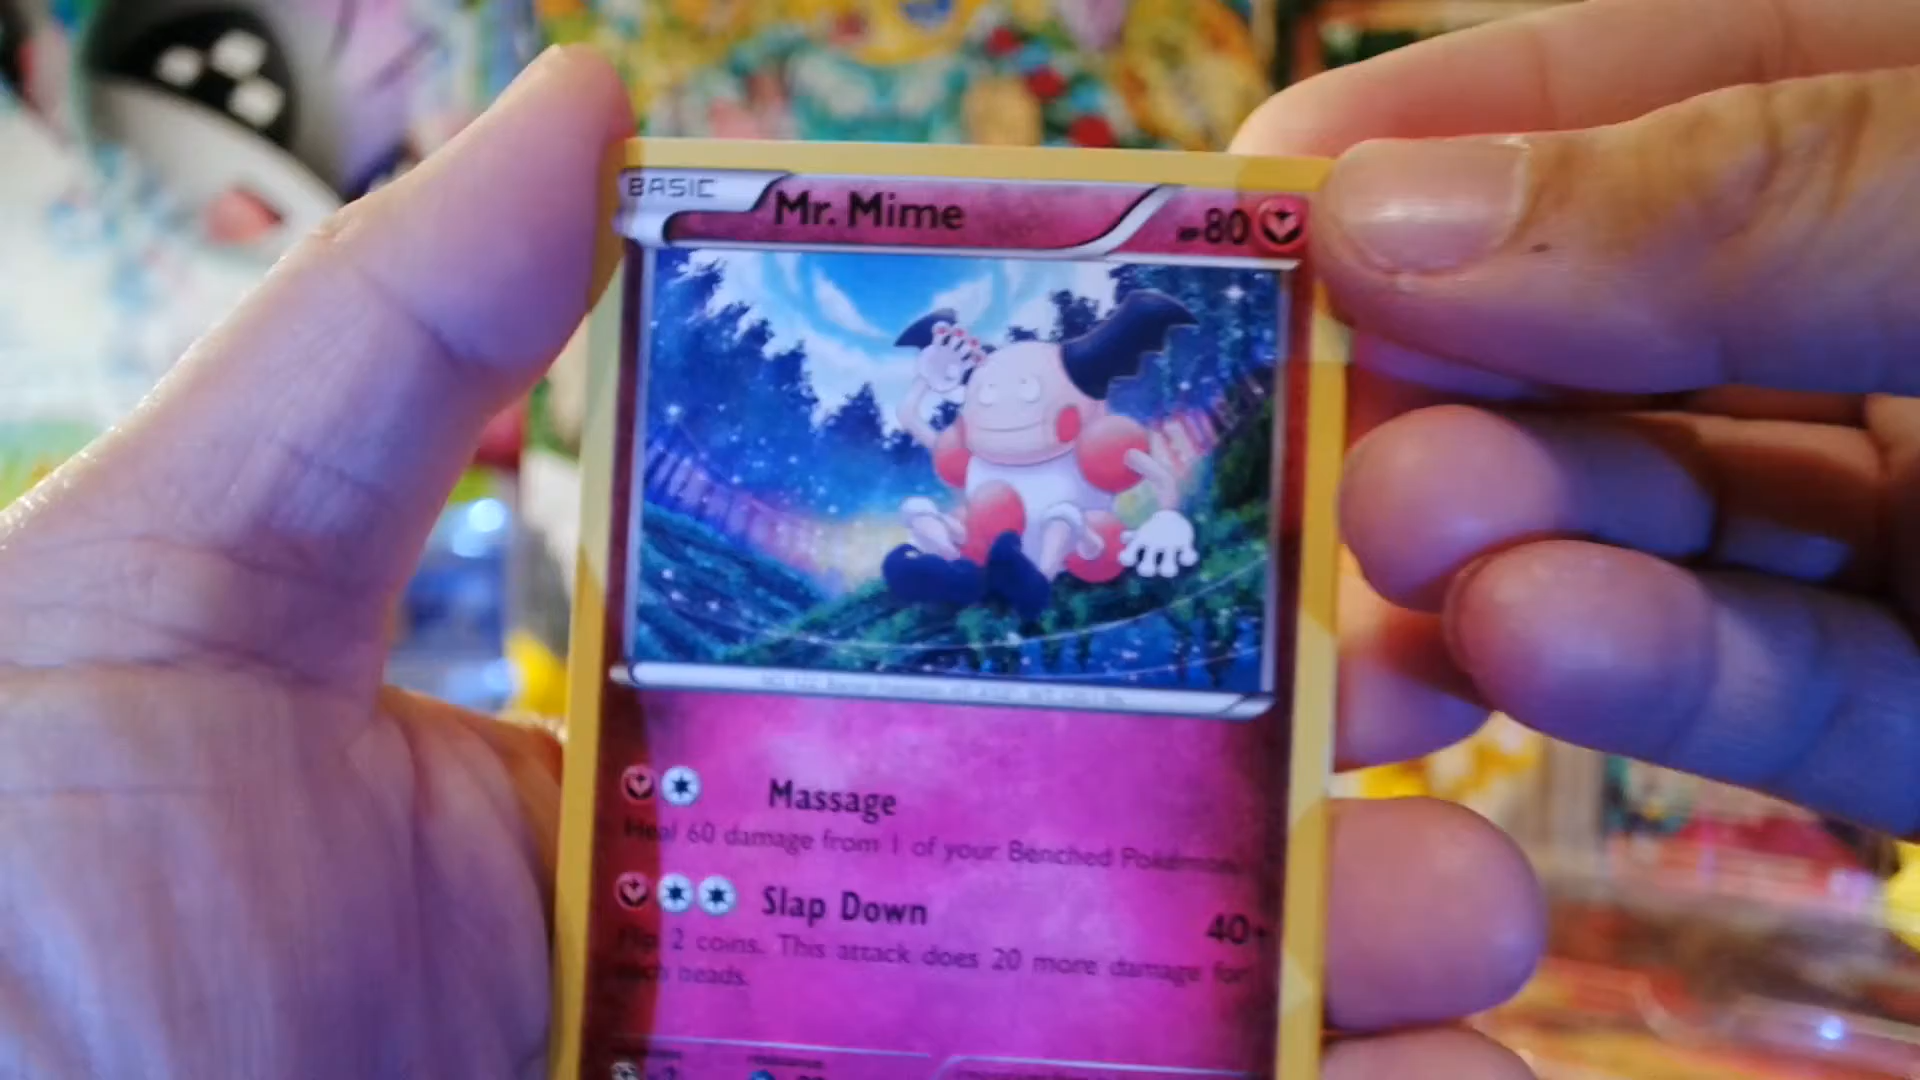 BASIC
Mr. Mime
HP80
Massage
Heal 60 damage from 1 of your Benched Pokémon.
Slap Down 40+
Flip 2 coins. This attack does 20 more damage for
each heads.